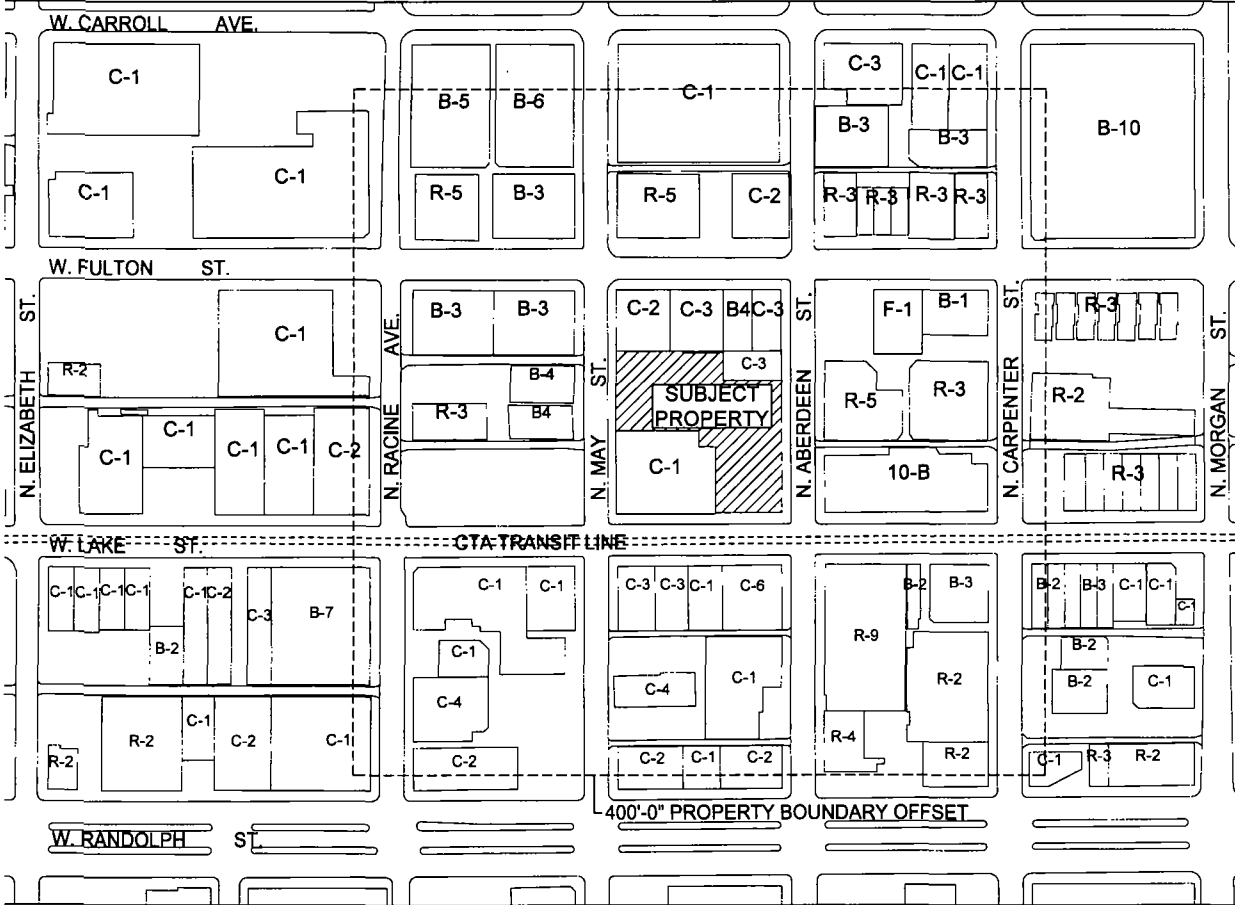 W. CARROLL AVE.
C-1
C-1
C-1
B-5 B-6
R-5 B-3
C-1
R-5 C-2
C-3 C-1 C-1
B-3 B-3
R-3 R-3 R-3 R-3
B-10
W. FULTON ST.
N. ELIZABETH ST.
C-1
R-2
C-1 C-1 C-1 C-1 C-2
N. RACINE AVE.
B-3 B-3
B-4
R-3 B4
N. MAY ST.
C-2 C-3 B4 C-3
C-3
SUBJECT
PROPERTY
C-1
N. ABERDEEN ST.
F-1 B-1
R-5 R-3
10-B
N. CARPENTER ST.
R-3
R-2
R-3
N. MORGAN ST.
W. LAKE ST.
CTA TRANSIT LINE
C-1 C-1 C-1 C-1 C-1 C-2 C-3 B-7
B-2
R-2 R-2 C-1 C-2 C-1
C-1 C-1
C-1
C-4
C-2
C-3 C-3 C-1 C-6
C-4 C-1
C-2 C-1 C-2
R-9 B-2 B-3
R-2
R-4 R-2
B-2 B-3 C-1 C-1 C-1
B-2
B-2 C-1
C-1 R-3 R-2
400'-0" PROPERTY BOUNDARY OFFSET
W. RANDOLPH ST.